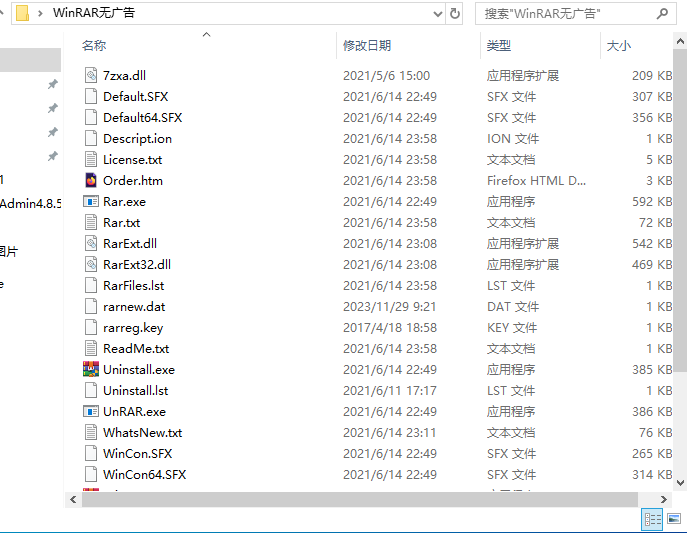 WinRAR无广告
搜索"WinRAR无广告"
名称 修改日期 类型 大小
7zxa.dll 2021/5/6 15:00 应用程序扩展 209 KB
Default.SFX 2021/6/14 22:49 SFX 文件 307 KB
Default64.SFX 2021/6/14 22:49 SFX 文件 356 KB
Descript.ion 2021/6/14 23:58 ION 文件 1 KB
License.txt 2021/6/14 23:58 文本文档 5 KB
1 Order.htm 2021/6/14 23:58 Firefox HTML D... 3 KB
Admin4.8.5 Rar.exe 2021/6/14 22:49 应用程序 592 KB
Rar.txt 2021/6/14 23:58 文本文档 72 KB
图片 RarExt.dll 2021/6/14 23:08 应用程序扩展 542 KB
RarExt32.dll 2021/6/14 23:08 应用程序扩展 469 KB
e RarFiles.lst 2021/6/14 23:58 LST 文件 1 KB
rarnew.dat 2023/11/29 9:21 DAT 文件 1 KB
rarreg.key 2017/4/18 18:58 KEY 文件 1 KB
ReadMe.txt 2021/6/14 23:58 文本文档 1 KB
Uninstall.exe 2021/6/14 22:49 应用程序 385 KB
Uninstall.lst 2021/6/11 17:17 LST 文件 1 KB
UnRAR.exe 2021/6/14 22:49 应用程序 386 KB
WhatsNew.txt 2021/6/14 23:11 文本文档 76 KB
WinCon.SFX 2021/6/14 22:49 SFX 文件 265 KB
WinCon64.SFX 2021/6/14 22:49 SFX 文件 314 KB